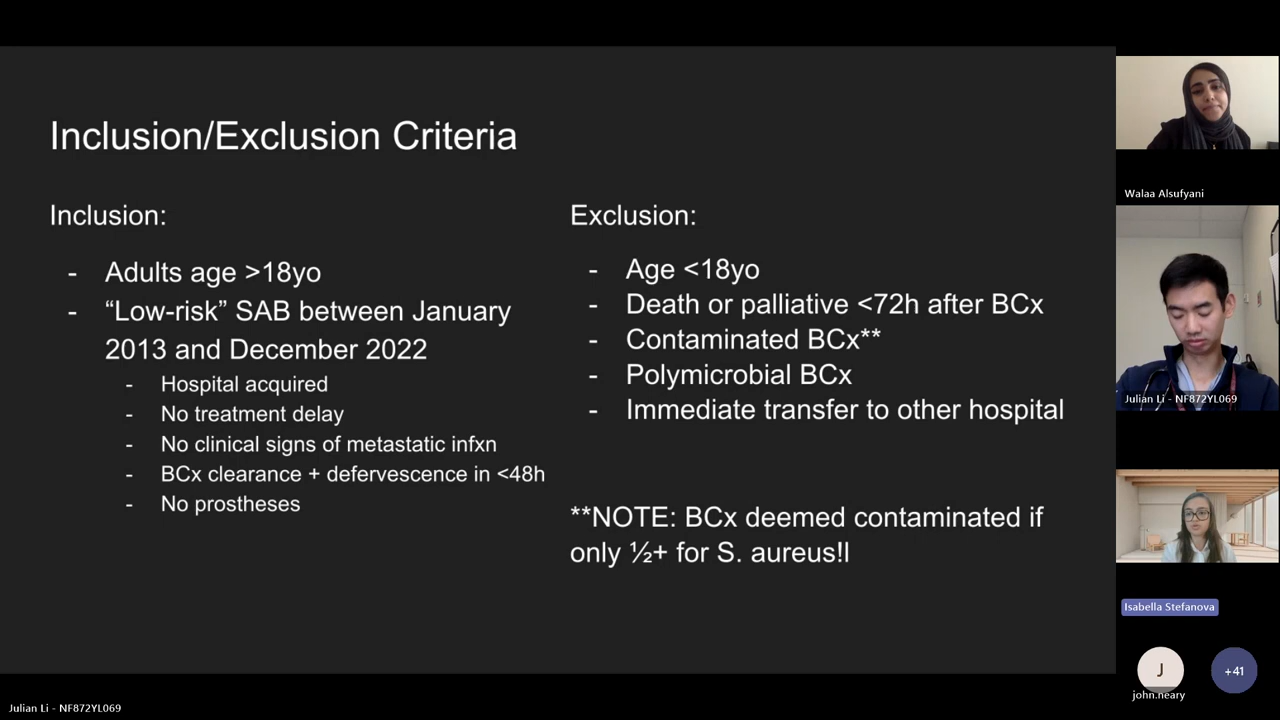 Inclusion/Exclusion Criteria
Inclusion:
- Adults age >18yo
- “Low-risk” SAB between January
2013 and December 2022
- Hospital acquired
- No treatment delay
- No clinical signs of metastatic infxn
- BCx clearance + defervescence in <48h
- No prostheses
Exclusion:
- Age <18yo
- Death or palliative <72h after BCx
- Contaminated BCx**
- Polymicrobial BCx
- Immediate transfer to other hospital
**NOTE: BCx deemed contaminated if
only ½+ for S. aureus!!
Walaa Alsufyani
Julian Li - NF872YL069
Isabella Stefanova
J
+41
john.neary
Julian Li - NF872YL069